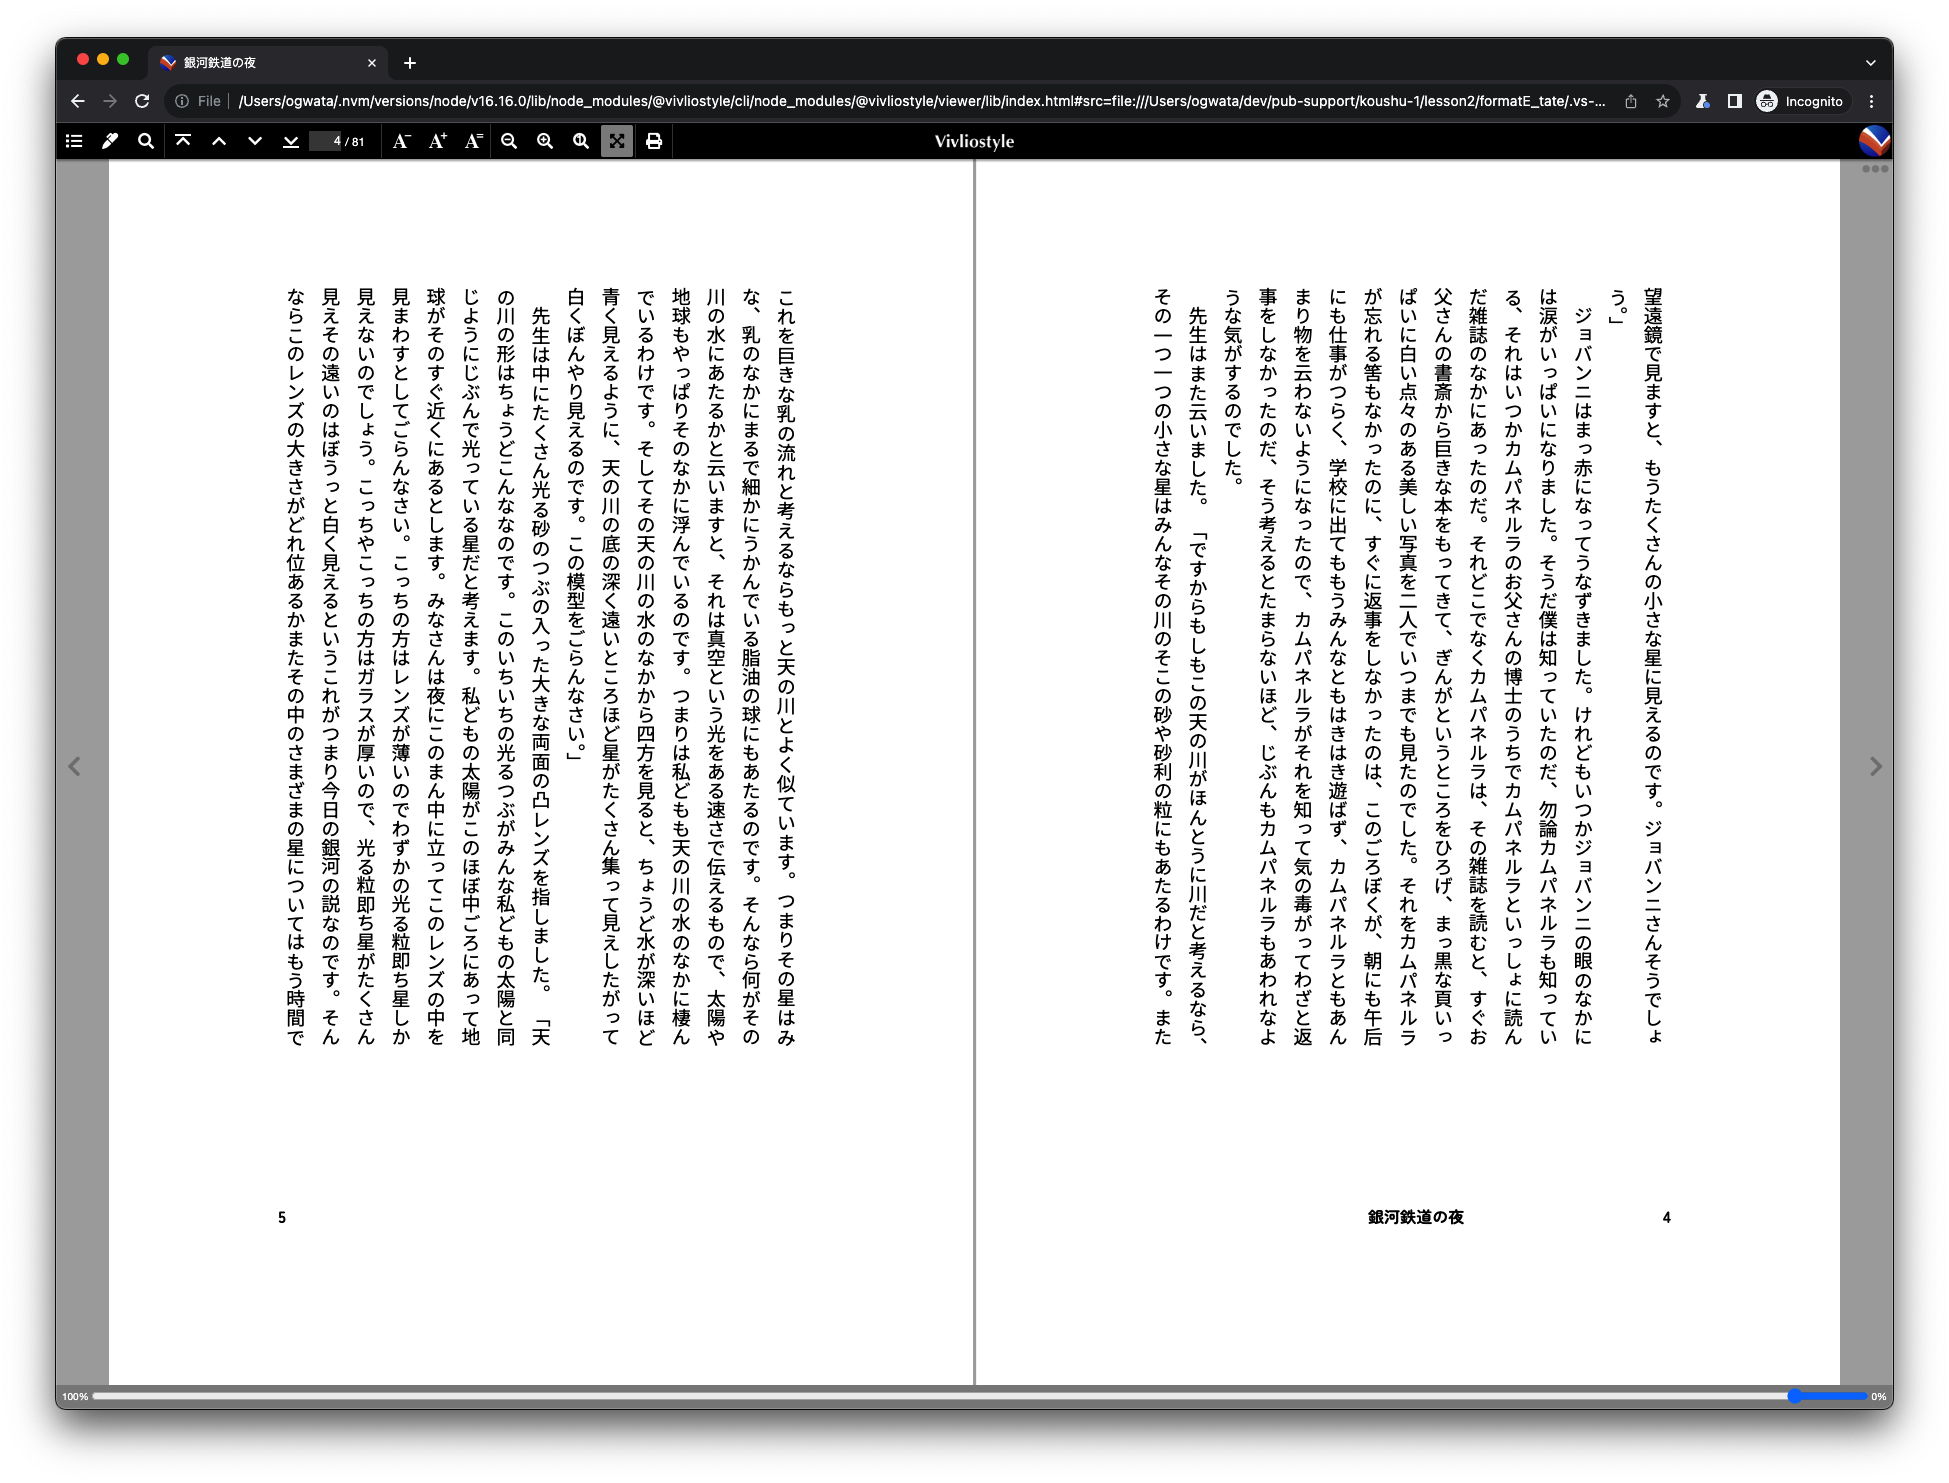 銀河鉄道の夜
File
/Users/ogwata/.nvm/versions/node/v16.16.0/lib/node_modules/@vivliostyle/cli/node_modules/@vivliostyle/viewer/lib/index.html#src=file:///Users/ogwata/dev/pub-support/koushu-1/lesson2/formatE_tate/.vs-...
Incognito
4 / 81
A−
A+
A=
Vivliostyle
望遠鏡で見ますと、もうたくさんの小さな星に見えるのです。ジョバンニさんそうでしょ
う。」
ジョバンニはまっ赤になってうなずきました。けれどもいつかジョバンニの眼のなかに
は涙がいっぱいになりました。そうだ僕は知っていたのだ、勿論カムパネルラも知ってい
る、それはいつかカムパネルラのお父さんの博士のうちでカムパネルラといっしょに読ん
だ雑誌のなかにあったのだ。それどこでなくカムパネルラは、その雑誌を読むと、すぐお
父さんの書斎から巨きな本をもってきて、ぎんがというところをひろげ、まっ黒な頁いっ
ぱいに白い点々のある美しい写真を二人でいつまでも見たのでした。それをカムパネルラ
が忘れる筈もなかったのに、すぐに返事をしなかったのは、このごろぼくが、朝にも午后
にも仕事がつらく、学校に出てももうみんなともはきはき遊ばず、カムパネルラともあん
まり物を云わないようになったので、カムパネルラがそれを知って気の毒がってわざと返
事をしなかったのだ、そう考えるとたまらないほど、じぶんもカムパネルラもあわれなよ
うな気がするのでした。
先生はまた云いました。「ですからもしもこの天の川がほんとうに川だと考えるなら、
その一つ一つの小さな星はみんなその川のそこの砂や砂利の粒にもあたるわけです。また
銀河鉄道の夜
4
これを巨きな乳の流れと考えるならもっと天の川とよく似ています。つまりその星はみ
な、乳のなかにまるで細かにうかんでいる脂油の球にもあたるのです。そんなら何がその
川の水にあたるかと云いますと、それは真空という光をある速さで伝えるもので、太陽や
地球もやっぱりそのなかに浮んでいるのです。つまりは私どもも天の川の水のなかに棲ん
でいるわけです。そしてその天の川の水のなかから四方を見ると、ちょうど水が深いほど
青く見えるように、天の川の底の深く遠いところほど星がたくさん集って見えしたがって
白くぼんやり見えるのです。この模型をごらんなさい。」
先生は中にたくさん光る砂のつぶの入った大きな両面の凸レンズを指しました。「天
の川の形はちょうどこんななのです。このいちいちの光るつぶがみんな私どもの太陽と同
じようにじぶんで光っている星だと考えます。私どもの太陽がこのほぼ中ごろにあって地
球がそのすぐ近くにあるとします。みなさんは夜にこのまん中に立ってこのレンズの中を
見まわすとしてごらんなさい。こっちの方はレンズが薄いのでわずかの光る粒即ち星しか
見えないのでしょう。こっちやこっちの方はガラスが厚いので、光る粒即ち星がたくさん
見えその遠いのはぼうっと白く見えるというこれがつまり今日の銀河の説なのです。そん
ならこのレンズの大きさがどれ位あるかまたその中のさまざまの星についてはもう時間で
5
100%
0%